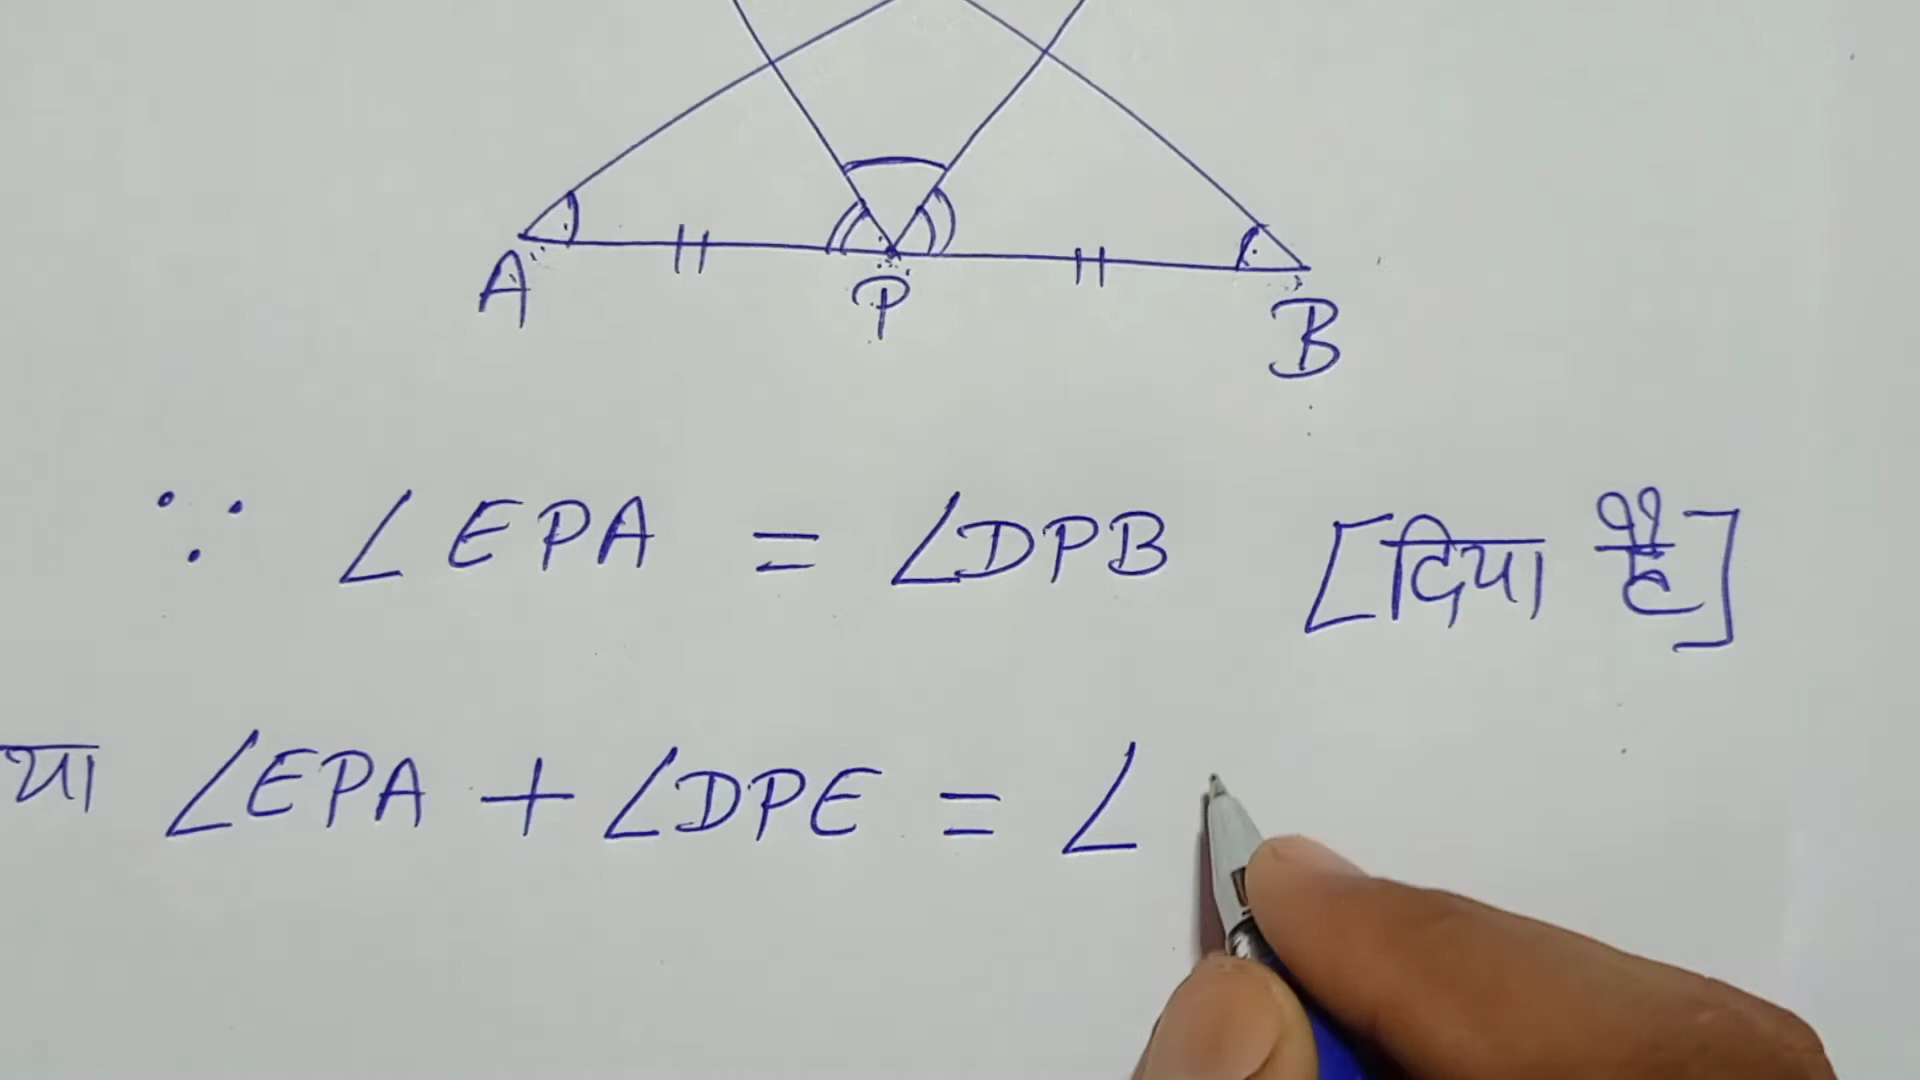 A P B
∵ ∠EPA = ∠DPB [दिया है]
या ∠EPA + ∠DPE = ∠